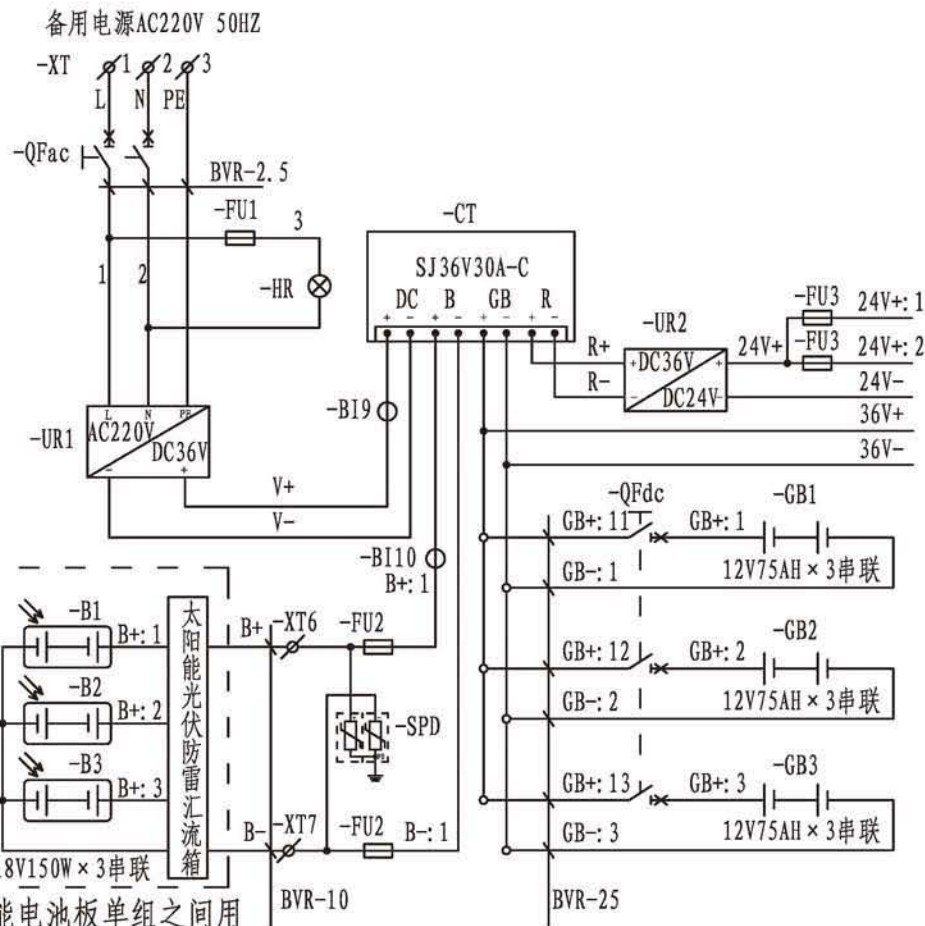 备用电源AC220V 50HZ
-XT 1 2 3
L N PE
-QFac
BVR-2.5
-FU1 3
-CT
1 2
-HR
SJ36V30A-C
DC B GB R
+ - + - + - + -
-UR2
-FU3 24V+:1
24V+ -FU3 24V+:2
R+ +DC36V +
R- - DC24V - 24V-
36V+
36V-
-BI9
L N PE
-UR1 AC220V
DC36V
- +
V+
V-
-QFdc -GB1
GB+:11 GB+:1
GB-:1 12V75AH×3串联
-BI10
B+:1
-B1 B+:1
太阳能光伏防雷汇流箱
B+ -XT6 -FU2
-GB2
GB+:12 GB+:2
GB-:2 12V75AH×3串联
-B2 B+:2
-SPD
-B3 B+:3
-GB3
GB+:13 GB+:3
GB-:3 12V75AH×3串联
B- -XT7 -FU2 B-:1
8V150W×3串联
BVR-10 BVR-25
能电池板单组之间用